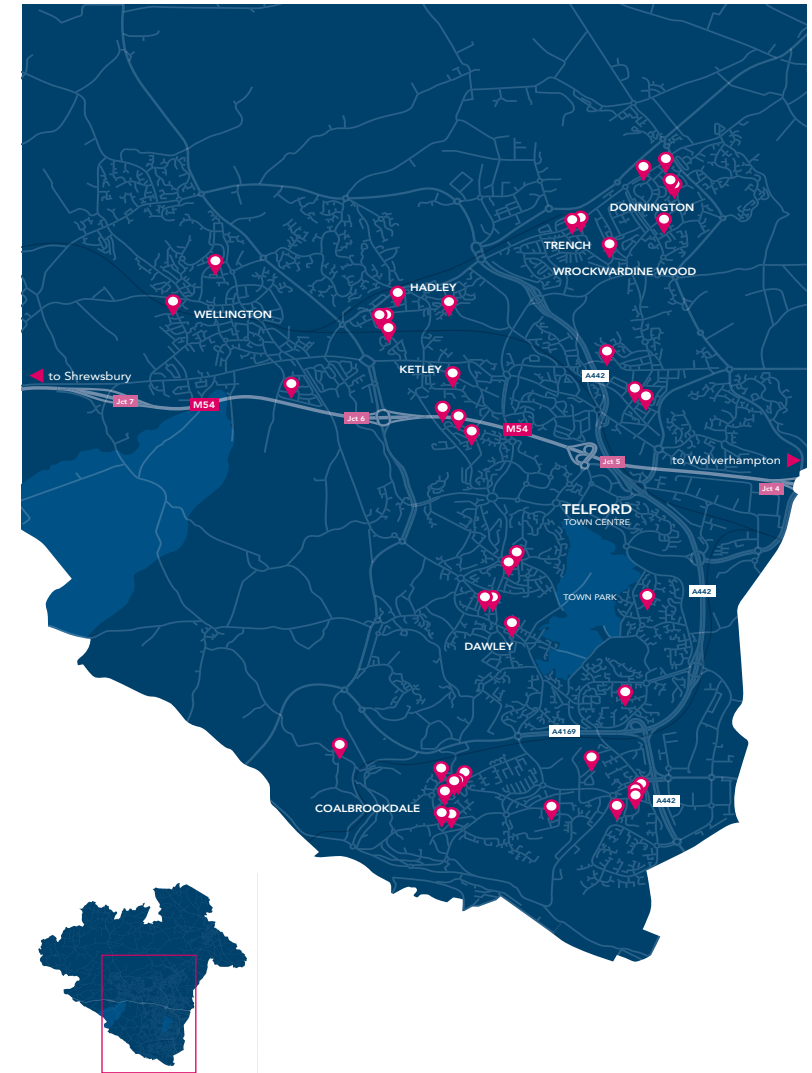 DONNINGTON
TRENCH
WROCKWARDINE WOOD
HADLEY
WELLINGTON
KETLEY
to Shrewsbury
A442
Jct 7
M54
Jct 6
M54
to Wolverhampton
Jct 5
Jct 4
TELFORD
TOWN CENTRE
TOWN PARK
A442
DAWLEY
A4169
COALBROOKDALE
A442